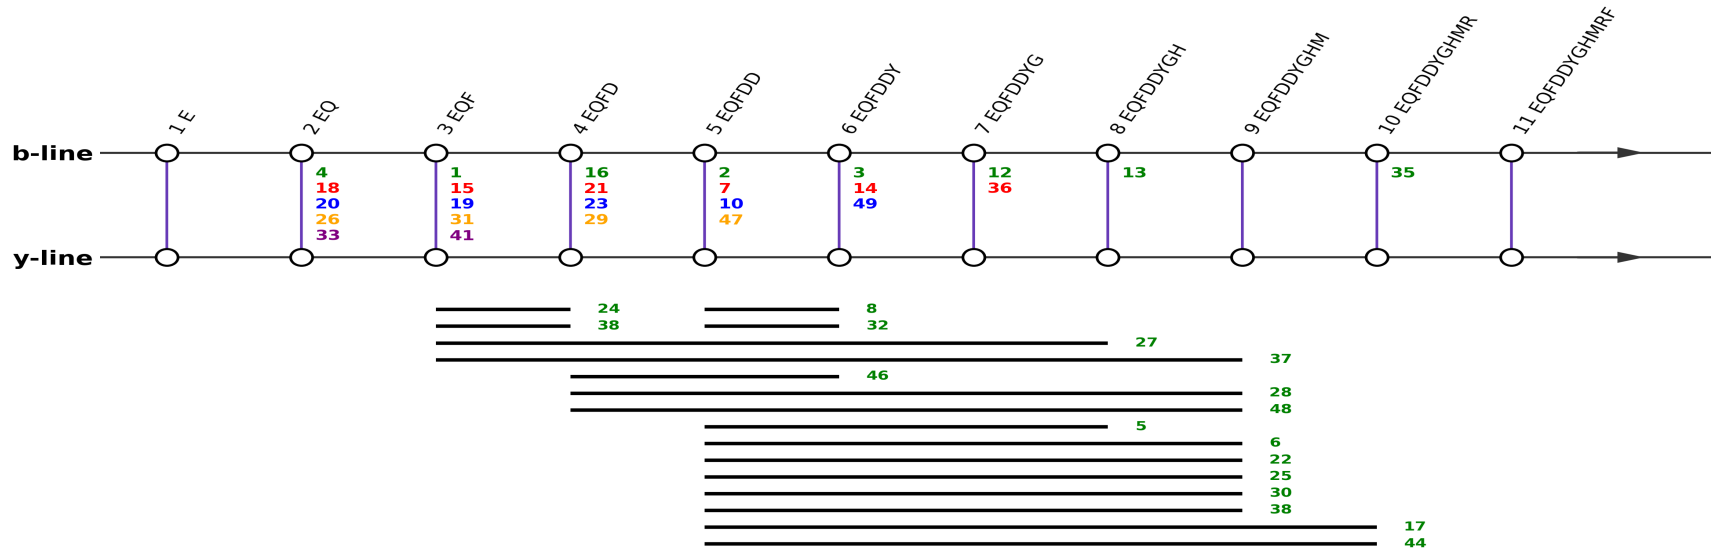 1 E
2 EQ
3 EQF
4 EQFD
5 EQFDD
6 EQFDDY
7 EQFDDYG
8 EQFDDYGH
9 EQFDDYGHM
10 EQFDDYGHMR
11 EQFDDYGHMRF
b-line
4 1 16 2 3 12 13 35
18 15 21 7 14 36
20 19 23 10 49
26 31 29 47
33 41
y-line
24 8
38 32
27
37
46
28
48
5
6
22
25
30
38
17
44